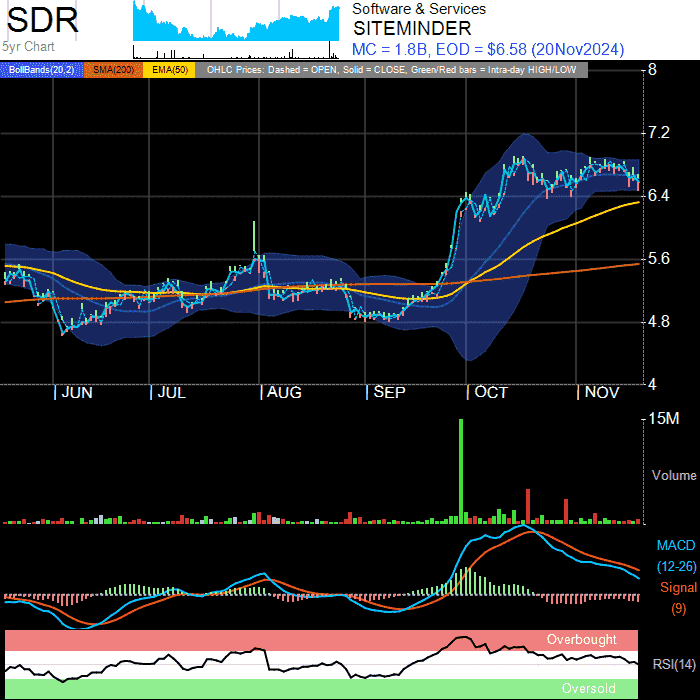 SDR
5yr Chart
Software & Services
SITEMINDER
MC = 1.8B, EOD = $6.58 (20Nov2024)
BollBands(20,2) SMA(200) EMA(50) OHLC Prices: Dashed = OPEN, Solid = CLOSE, Green/Red bars = Intra-day HIGH/LOW
8
7.2
6.4
5.6
4.8
4
| JUN | JUL | AUG | SEP | OCT | NOV
15M
Volume
MACD
(12-26)
Signal
(9)
Overbought
RSI(14)
Oversold